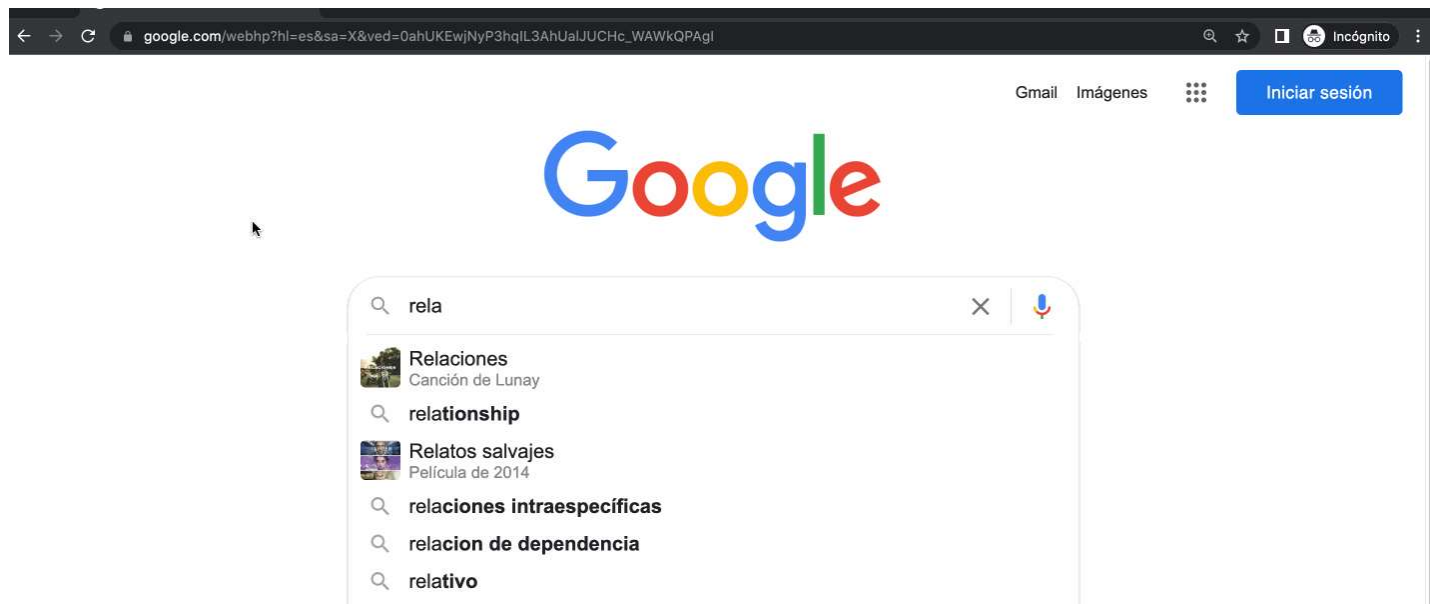 google.com/webhp?hl=es&sa=X&ved=0ahUKEwjNyP3hqIL3AhUalJUCHc_WAWkQPAgI
Incógnito
Gmail Imágenes Iniciar sesión
Google
rela
Relaciones
Canción de Lunay
relationship
Relatos salvajes
Película de 2014
relaciones intraespecíficas
relacion de dependencia
relativo